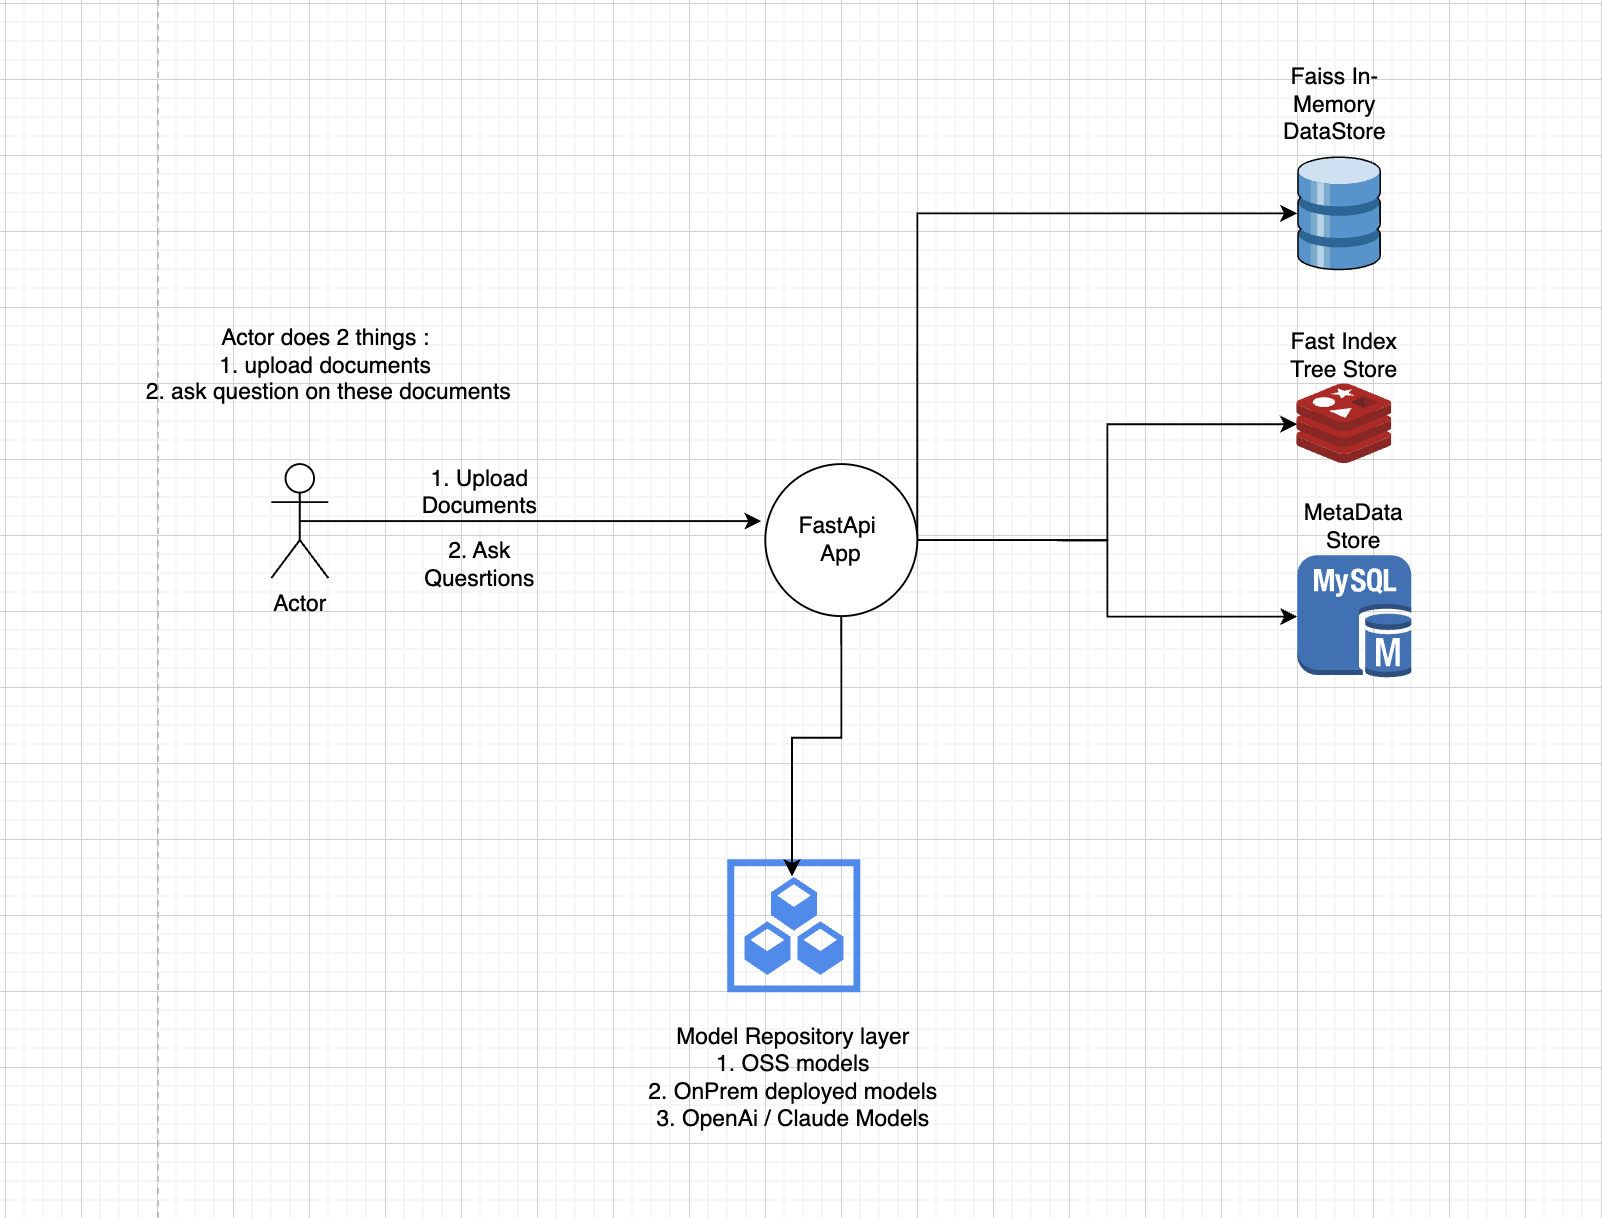 Faiss In-
Memory
DataStore
Actor does 2 things :
1. upload documents
2. ask question on these documents
Fast Index
Tree Store
1. Upload
Documents
2. Ask
Quesrtions
Actor
FastApi
App
MetaData
Store
MySQL
M
Model Repository layer
1. OSS models
2. OnPrem deployed models
3. OpenAi / Claude Models